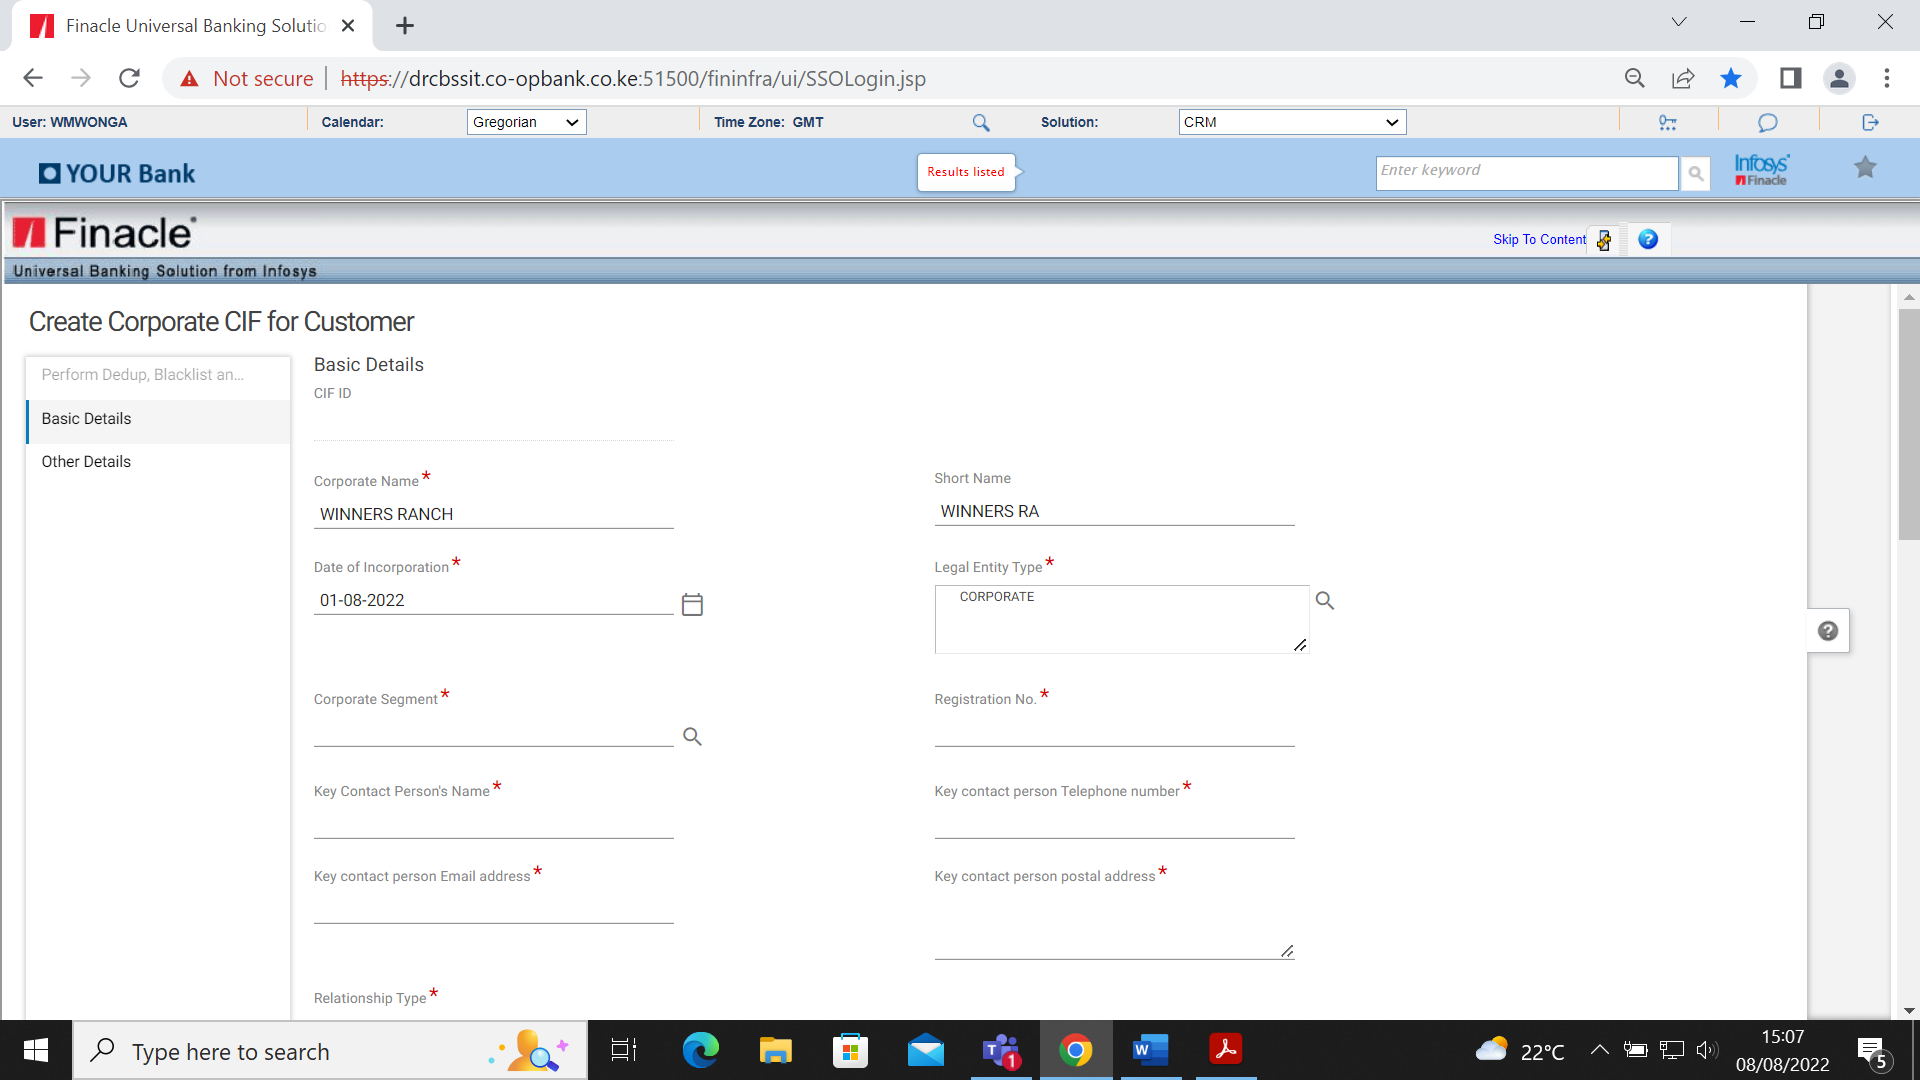 Finacle Universal Banking Solutio
Not secure
https://drcbssit.co-opbank.co.ke:51500/fininfra/ui/SSOLogin.jsp
User: WMWONGA
Calendar:
Gregorian
Time Zone: GMT
Solution:
CRM
YOUR Bank
Results listed
Enter keyword
Infosys
Finacle
Finacle
Skip To Content
Universal Banking Solution from Infosys
Create Corporate CIF for Customer
Perform Dedup, Blacklist an...
Basic Details
Other Details
Basic Details
CIF ID
Corporate Name*
WINNERS RANCH
Short Name
WINNERS RA
Date of Incorporation*
01-08-2022
Legal Entity Type*
CORPORATE
Corporate Segment*
Registration No.*
Key Contact Person's Name*
Key contact person Telephone number*
Key contact person Email address*
Key contact person postal address*
Relationship Type*
Type here to search
1
22°C
15:07
08/08/2022
5